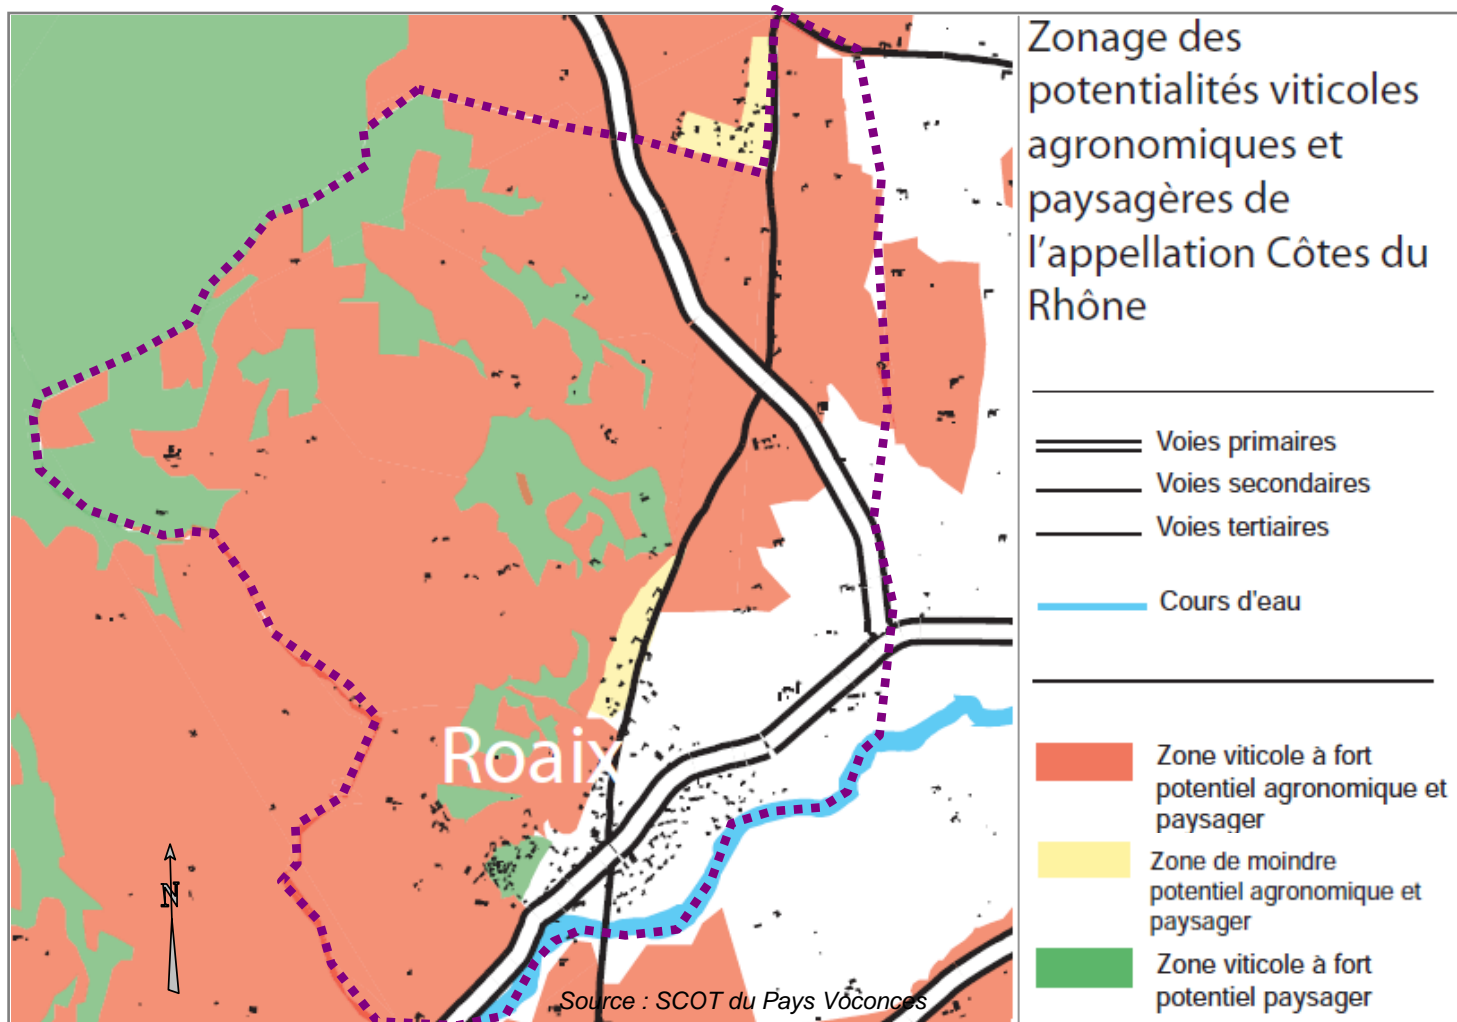 Zonage des
potentialités viticoles
agronomiques et
paysagères de
l'appellation Côtes du
Rhône
Voies primaires
Voies secondaires
Voies tertiaires
Cours d'eau
Zone viticole à fort
potentiel agronomique et
paysager
Zone de moindre
potentiel agronomique et
paysager
Zone viticole à fort
potentiel paysager
Roaix
N
Source : SCOT du Pays Voconces